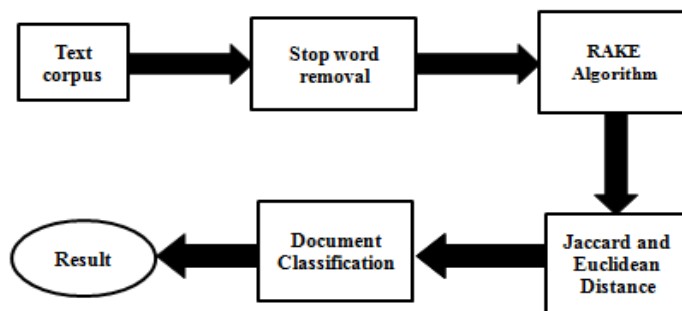 Text
corpus
Stop word
removal
RAKE
Algorithm
Jaccard and
Euclidean
Distance
Document
Classification
Result